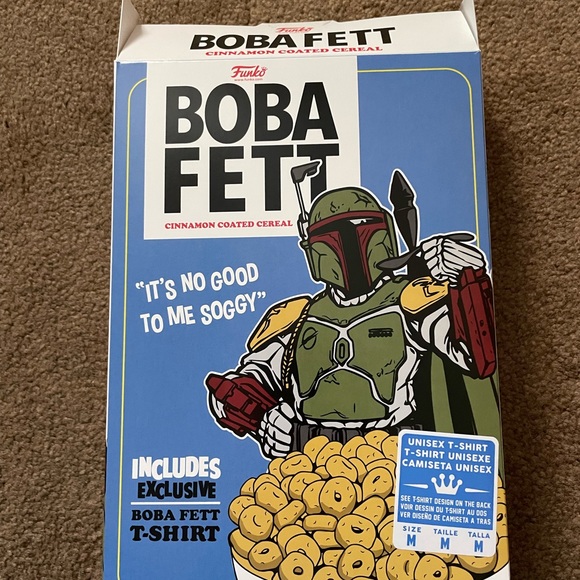 Funko
BOBA FETT
CINNAMON COATED CEREAL
Funko
BOBA
FETT
CINNAMON COATED CEREAL
"IT'S NO GOOD
TO ME SOGGY"
INCLUDES
EXCLUSIVE
BOBA FETT
T-SHIRT
UNISEX T-SHIRT
T-SHIRT UNISEXE
CAMISETA UNISEX
SEE T-SHIRT DESIGN ON THE BACK
VOIR DESSIN DU T-SHIRT AU DOS
VER DISEÑO DE CAMISETA A TRAS
SIZE TAILLE TALLA
M M M